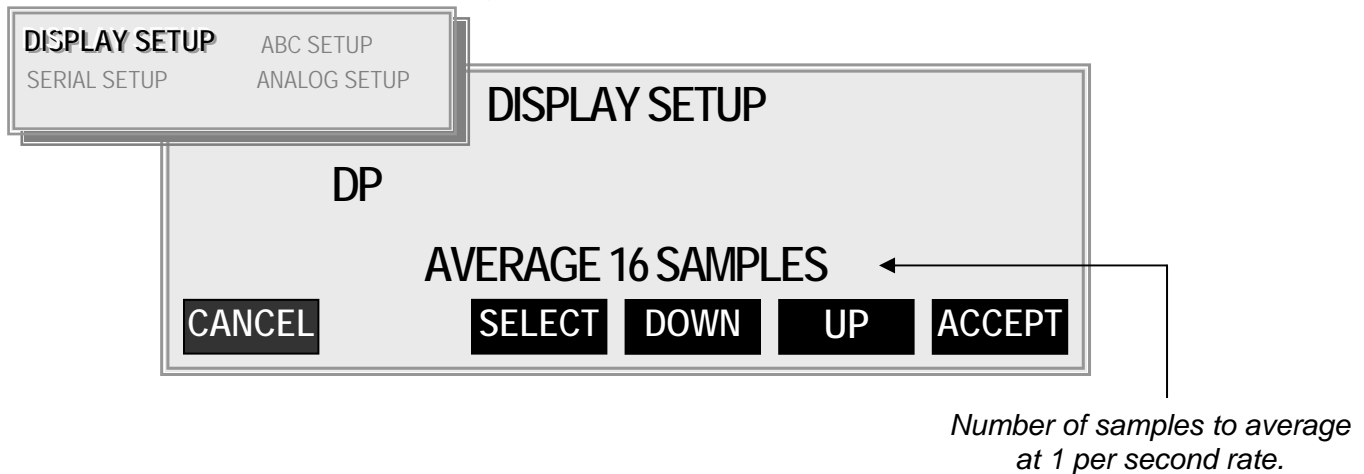 DISPLAY SETUP ABC SETUP
SERIAL SETUP ANALOG SETUP
DISPLAY SETUP
DP
AVERAGE 16 SAMPLES
CANCEL SELECT DOWN UP ACCEPT
Number of samples to average
at 1 per second rate.